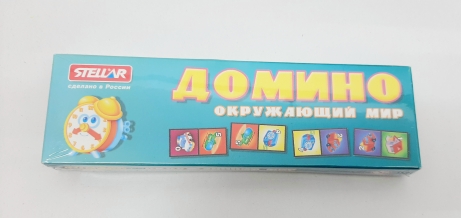 STELLAR
сделано в России
ДОМИНО
ОКРУЖАЮЩИЙ МИР